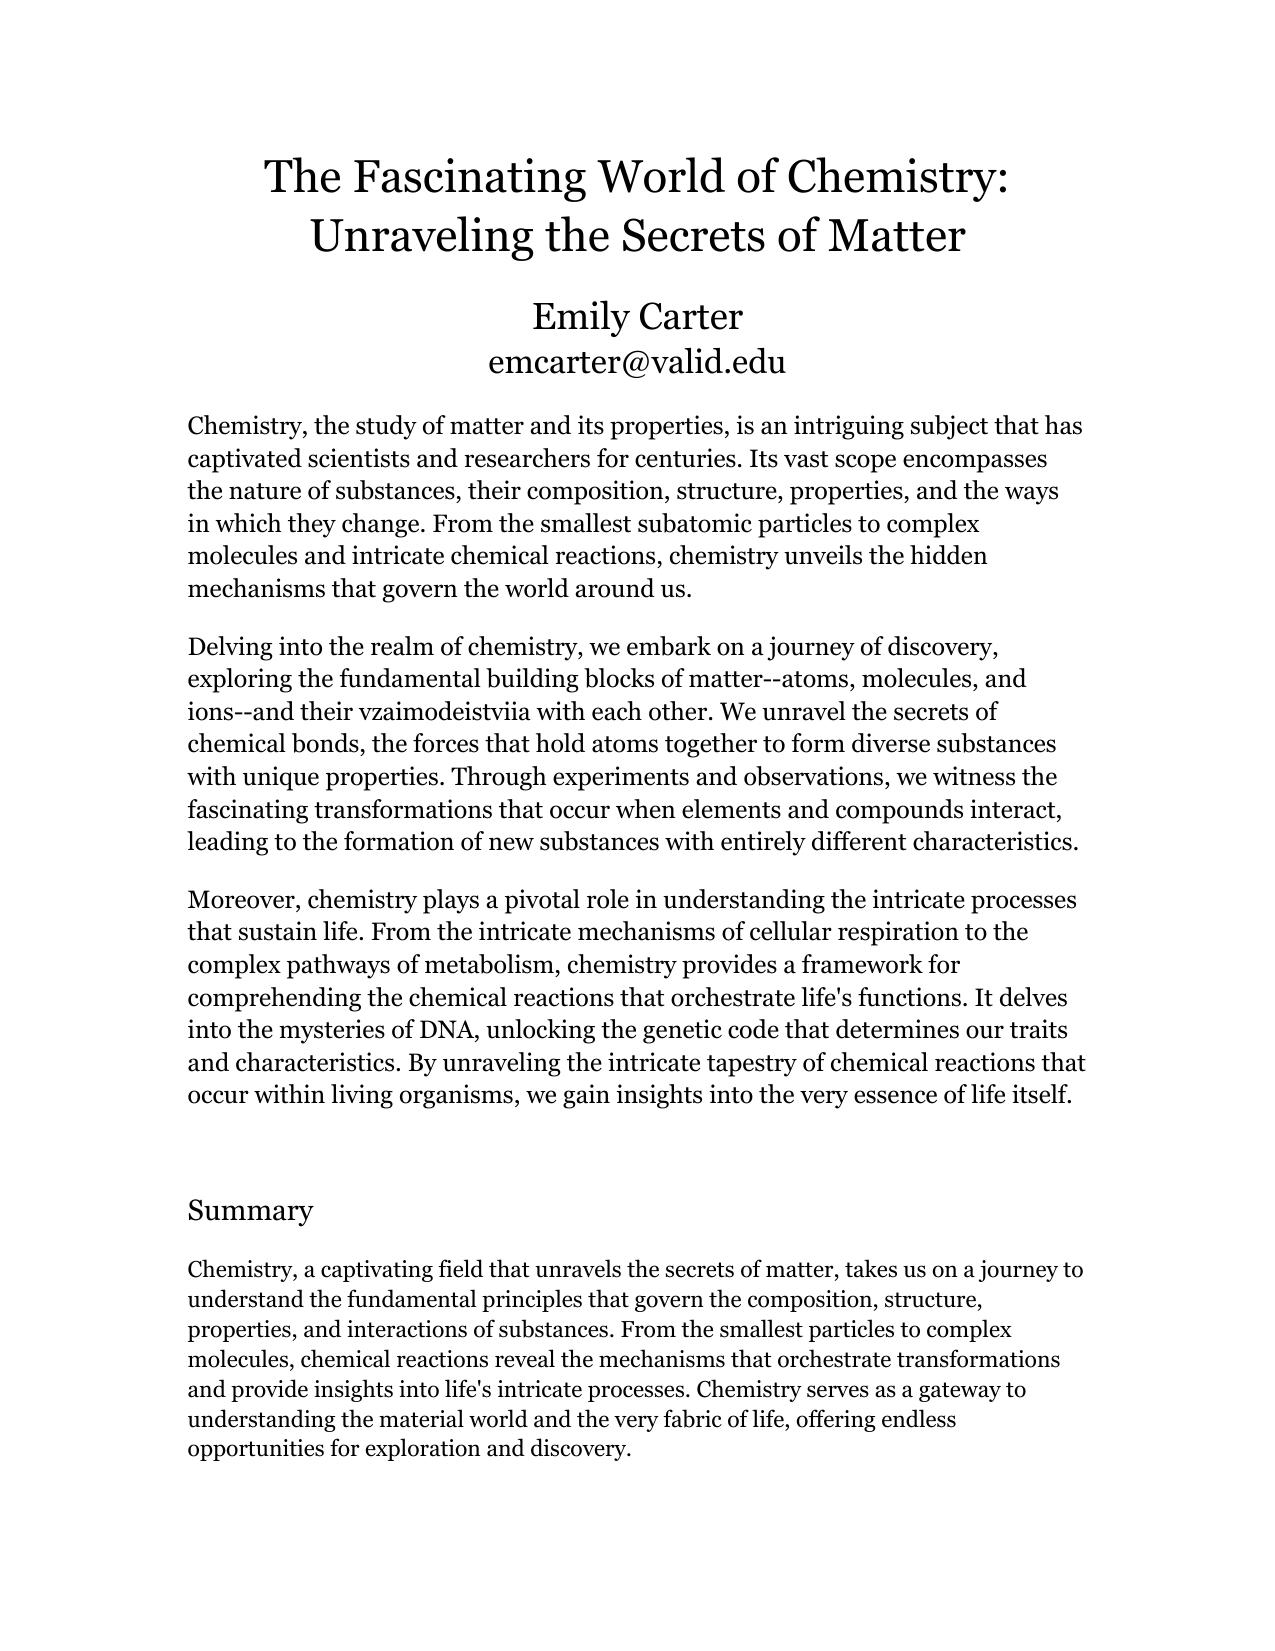 The Fascinating World of Chemistry:
Unraveling the Secrets of Matter
Emily Carter
emcarter@valid.edu
Chemistry, the study of matter and its properties, is an intriguing subject that has
captivated scientists and researchers for centuries. Its vast scope encompasses
the nature of substances, their composition, structure, properties, and the ways
in which they change. From the smallest subatomic particles to complex
molecules and intricate chemical reactions, chemistry unveils the hidden
mechanisms that govern the world around us.
Delving into the realm of chemistry, we embark on a journey of discovery,
exploring the fundamental building blocks of matter--atoms, molecules, and
ions--and their vzaimodeistviia with each other. We unravel the secrets of
chemical bonds, the forces that hold atoms together to form diverse substances
with unique properties. Through experiments and observations, we witness the
fascinating transformations that occur when elements and compounds interact,
leading to the formation of new substances with entirely different characteristics.
Moreover, chemistry plays a pivotal role in understanding the intricate processes
that sustain life. From the intricate mechanisms of cellular respiration to the
complex pathways of metabolism, chemistry provides a framework for
comprehending the chemical reactions that orchestrate life's functions. It delves
into the mysteries of DNA, unlocking the genetic code that determines our traits
and characteristics. By unraveling the intricate tapestry of chemical reactions that
occur within living organisms, we gain insights into the very essence of life itself.
Summary
Chemistry, a captivating field that unravels the secrets of matter, takes us on a journey to
understand the fundamental principles that govern the composition, structure,
properties, and interactions of substances. From the smallest particles to complex
molecules, chemical reactions reveal the mechanisms that orchestrate transformations
and provide insights into life's intricate processes. Chemistry serves as a gateway to
understanding the material world and the very fabric of life, offering endless
opportunities for exploration and discovery.